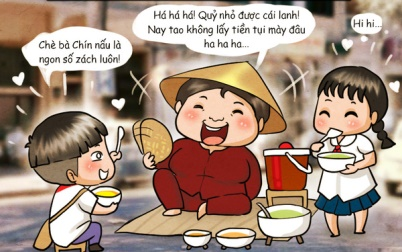 Chè bà Chín nấu là
ngon số zách luôn!
Há há há! Quỷ nhỏ được cái lanh!
Nay tao không lấy tiền tụi mày đâu
ha ha ha...
Hi hi...